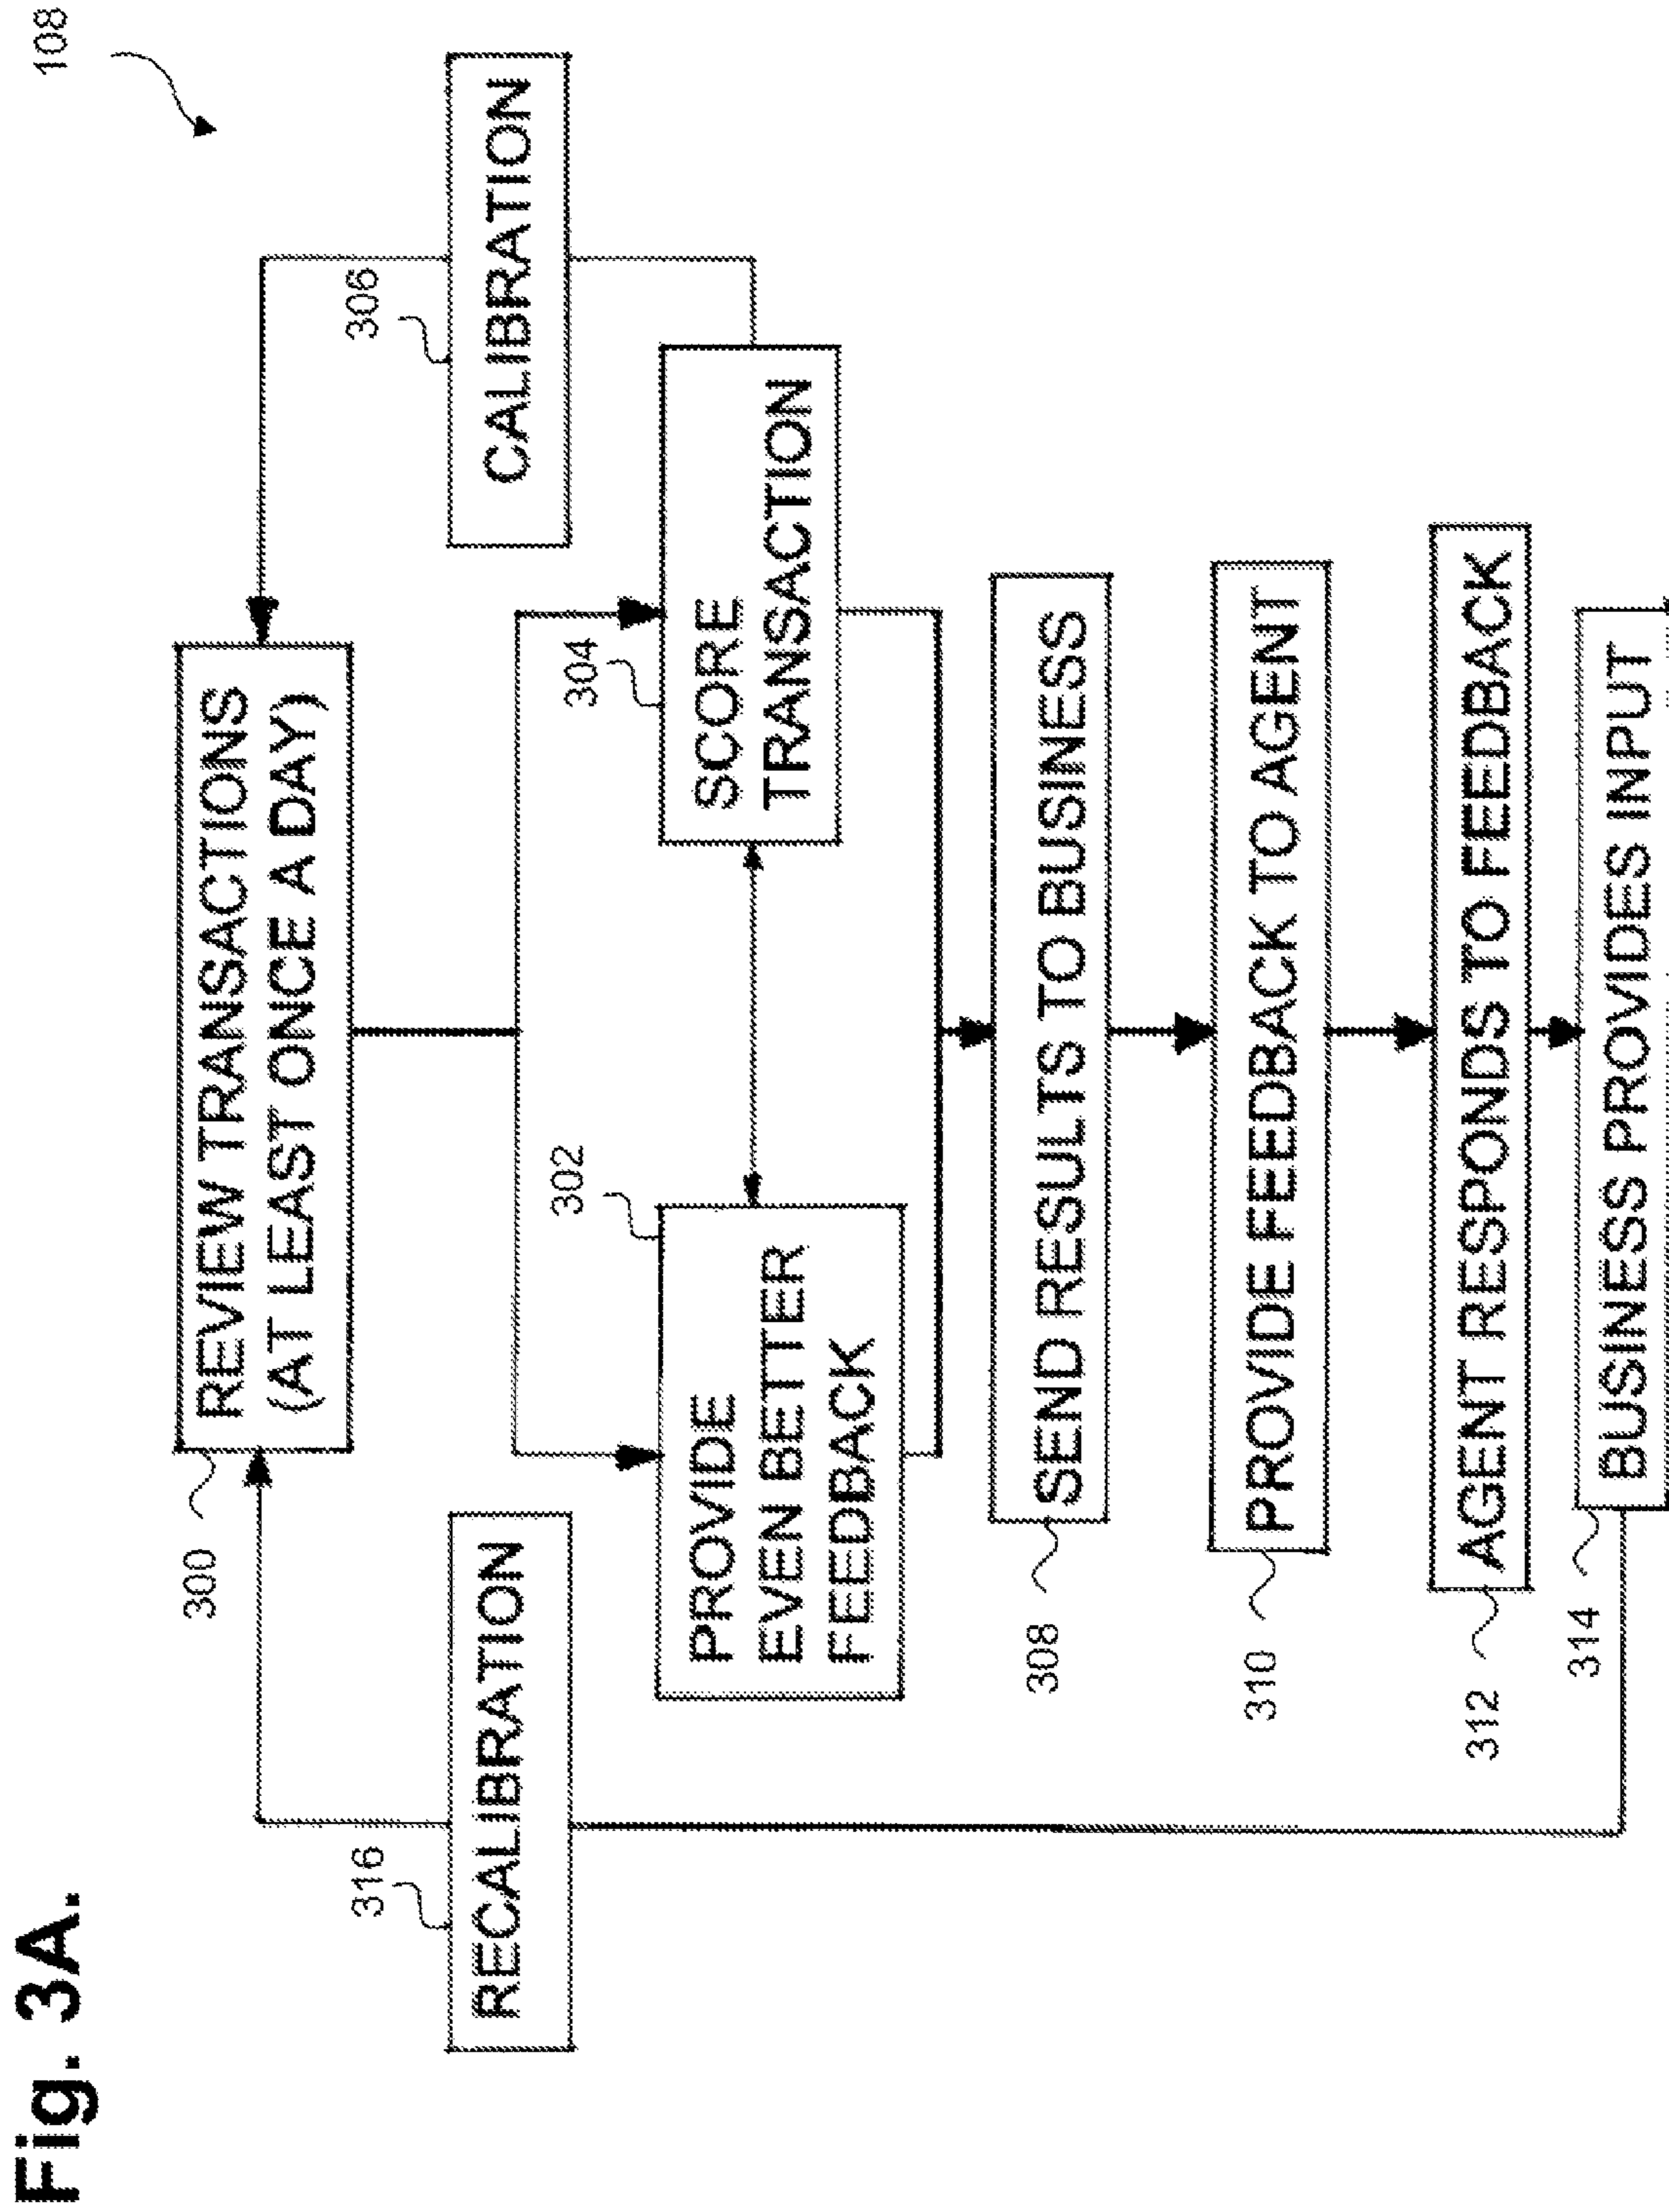 Fig. 3A.
108
300
REVIEW TRANSACTIONS
(AT LEAST ONCE A DAY)
316
RECALIBRATION
306
CALIBRATION
302
PROVIDE
EVEN BETTER
FEEDBACK
304
SCORE
TRANSACTION
308
SEND RESULTS TO BUSINESS
310
PROVIDE FEEDBACK TO AGENT
312
AGENT RESPONDS TO FEEDBACK
314
BUSINESS PROVIDES INPUT